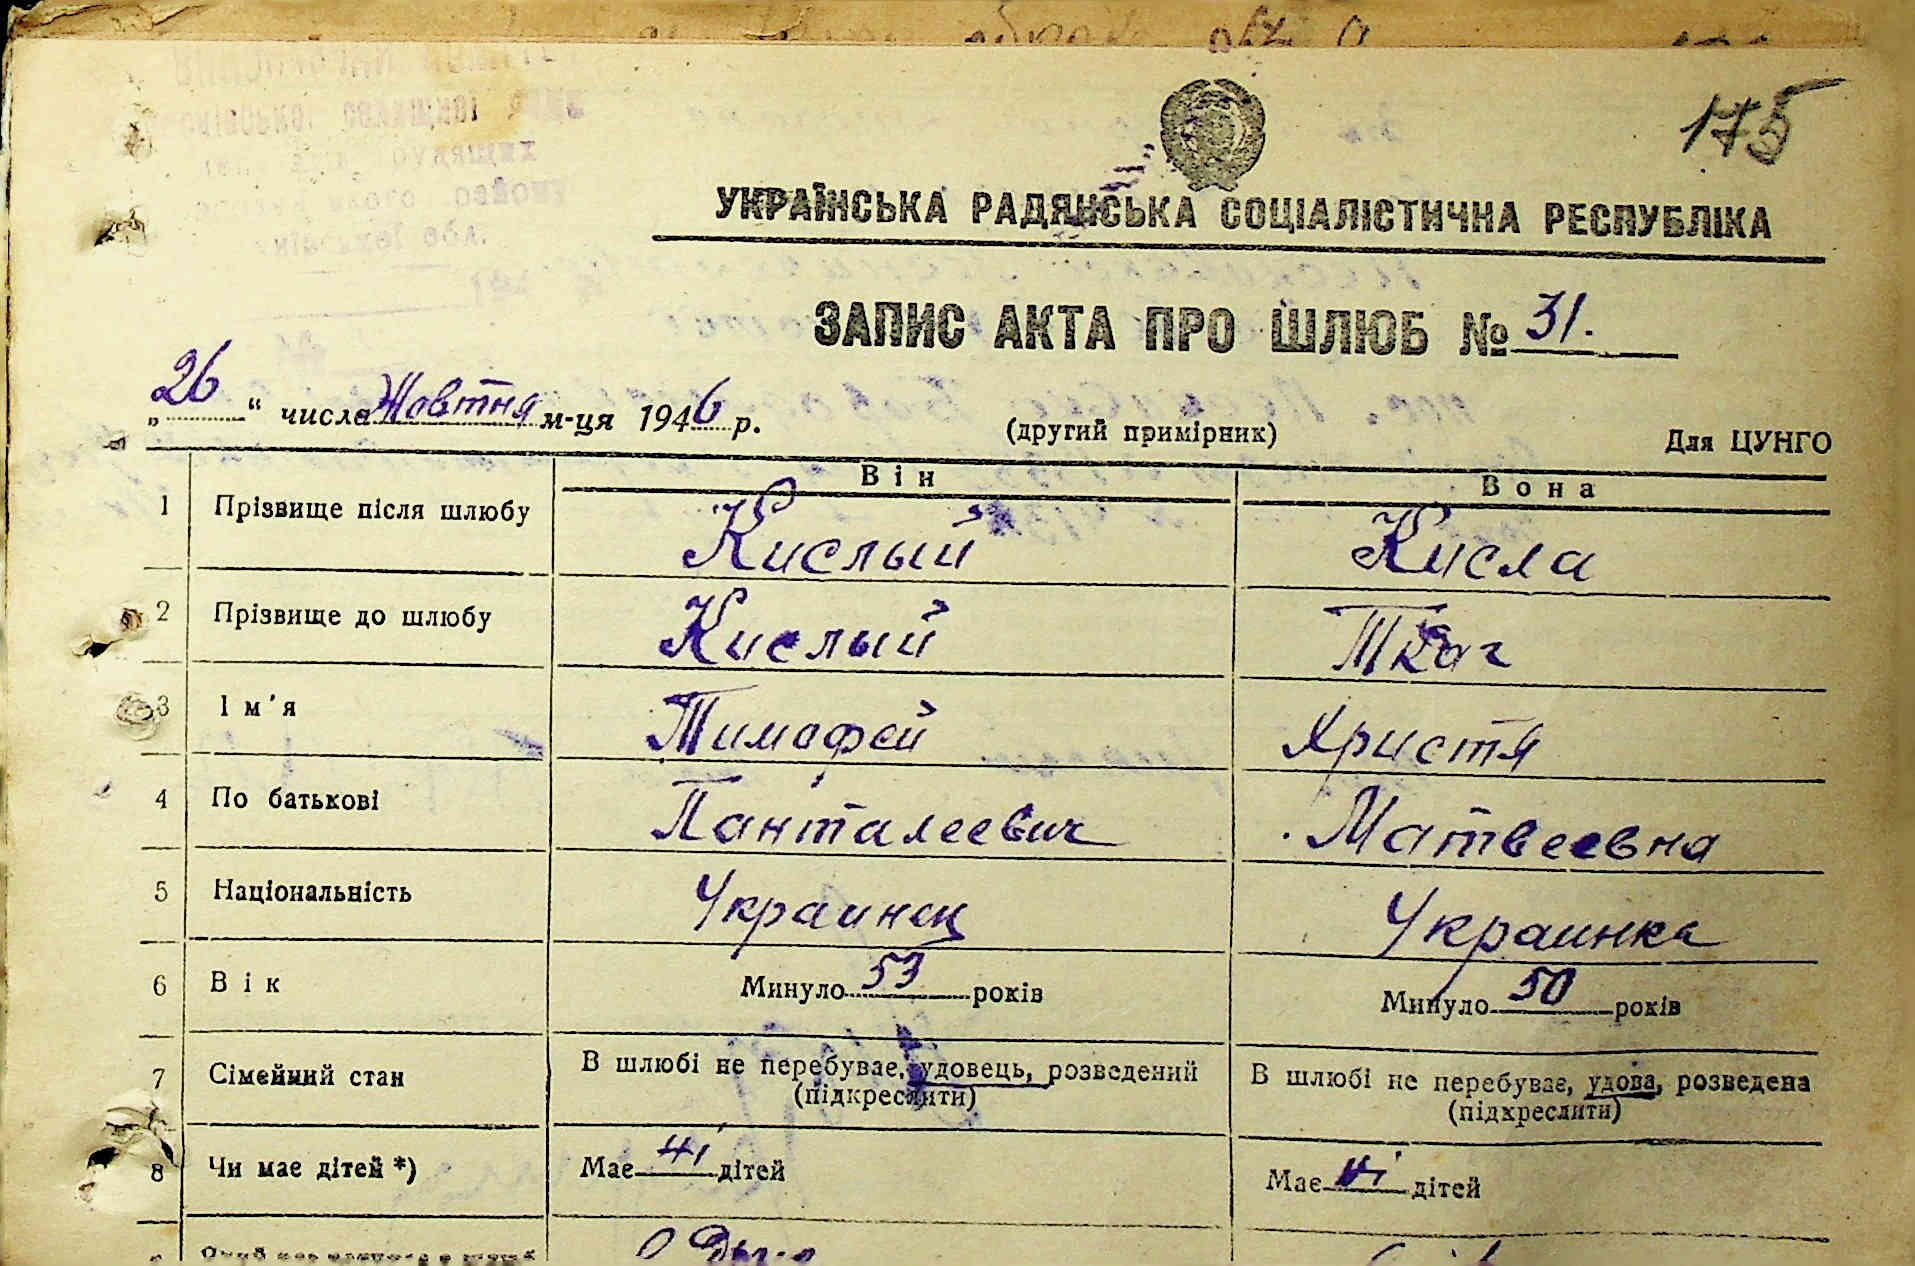 175
УКРАЇНСЬКА РАДЯНСЬКА СОЦІАЛІСТИЧНА РЕСПУБЛІКА
ЗАПИС АКТА ПРО ШЛЮБ № 31.
„26“ числа Жовтня м-ця 1946 р. (другий примірник) Для ЦУНГО
Він Вона
1 Прізвище після шлюбу Кислый Кисла
2 Прізвище до шлюбу Кислый Ткач
3 Ім'я Тимофей Христя
4 По батькові Панталеевич Матвеевна
5 Національність Украинец Украинка
6 Вік Минуло 53 років Минуло 50 років
7 Сімейний стан В шлюбі не перебуває, удовець, розведений В шлюбі не перебуває, удова, розведена
(підкреслити) (підкреслити)
8 Чи має дітей *) Має ні дітей Має ні дітей